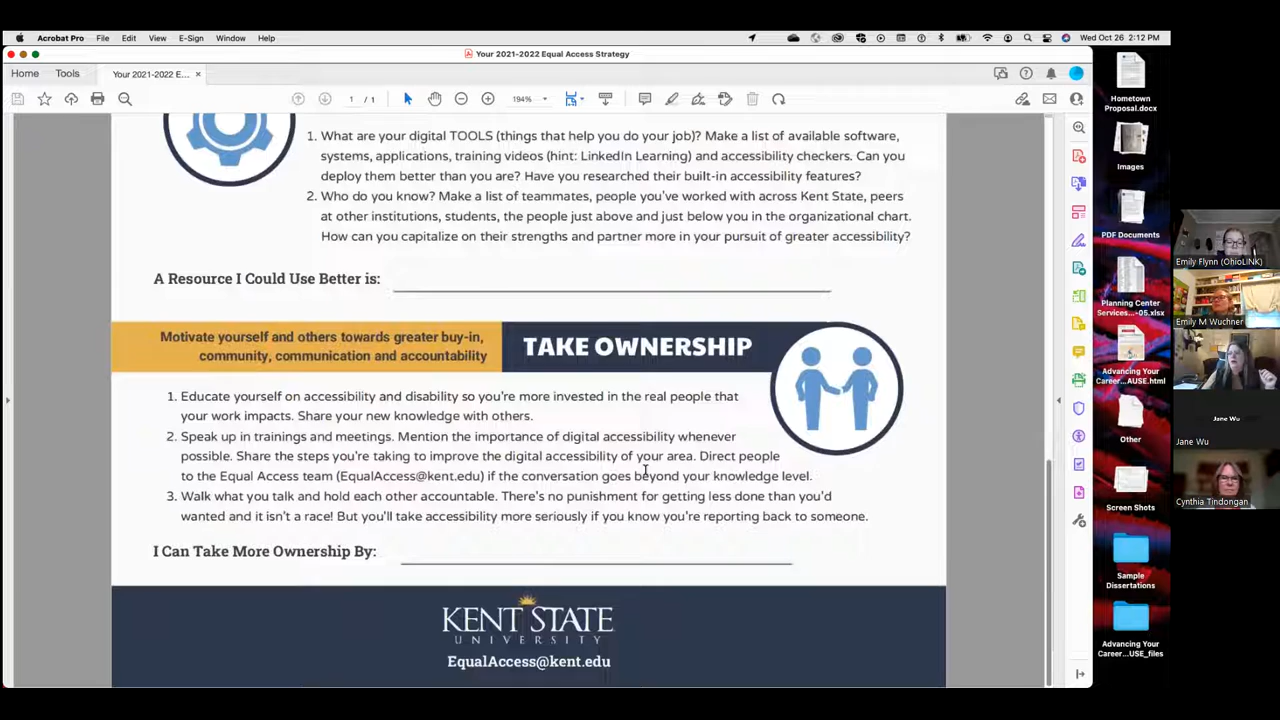 Acrobat Pro File Edit View E-Sign Window Help
Wed Oct 26 2:12 PM
Your 2021-2022 Equal Access Strategy
Home Tools Your 2021-2022 E... ×
1 / 1
194%
1. What are your digital TOOLS (things that help you do your job)? Make a list of available software,
systems, applications, training videos (hint: LinkedIn Learning) and accessibility checkers. Can you
deploy them better than you are? Have you researched their built-in accessibility features?
2. Who do you know? Make a list of teammates, people you've worked with across Kent State, peers
at other institutions, students, the people just above and just below you in the organizational chart.
How can you capitalize on their strengths and partner more in your pursuit of greater accessibility?
A Resource I Could Use Better is:
Motivate yourself and others towards greater buy-in,
community, communication and accountability
TAKE OWNERSHIP
1. Educate yourself on accessibility and disability so you're more invested in the real people that
your work impacts. Share your new knowledge with others.
2. Speak up in trainings and meetings. Mention the importance of digital accessibility whenever
possible. Share the steps you're taking to improve the digital accessibility of your area. Direct people
to the Equal Access team (EqualAccess@kent.edu) if the conversation goes beyond your knowledge level.
3. Walk what you talk and hold each other accountable. There's no punishment for getting less done than you'd
wanted and it isn't a race! But you'll take accessibility more seriously if you know you're reporting back to someone.
I Can Take More Ownership By:
KENT STATE
UNIVERSITY
EqualAccess@kent.edu
Hometown
Proposal.docx
Images
PDF Documents
Planning Center
Services...-05.xlsx
Advancing Your
Career...AUSE.html
Other
Screen Shots
Sample
Dissertations
Advancing Your
Career...USE_files
Emily Flynn (OhioLINK)
Emily M Wuchner
Jane Wu
Jane Wu
Cynthia Tindongan